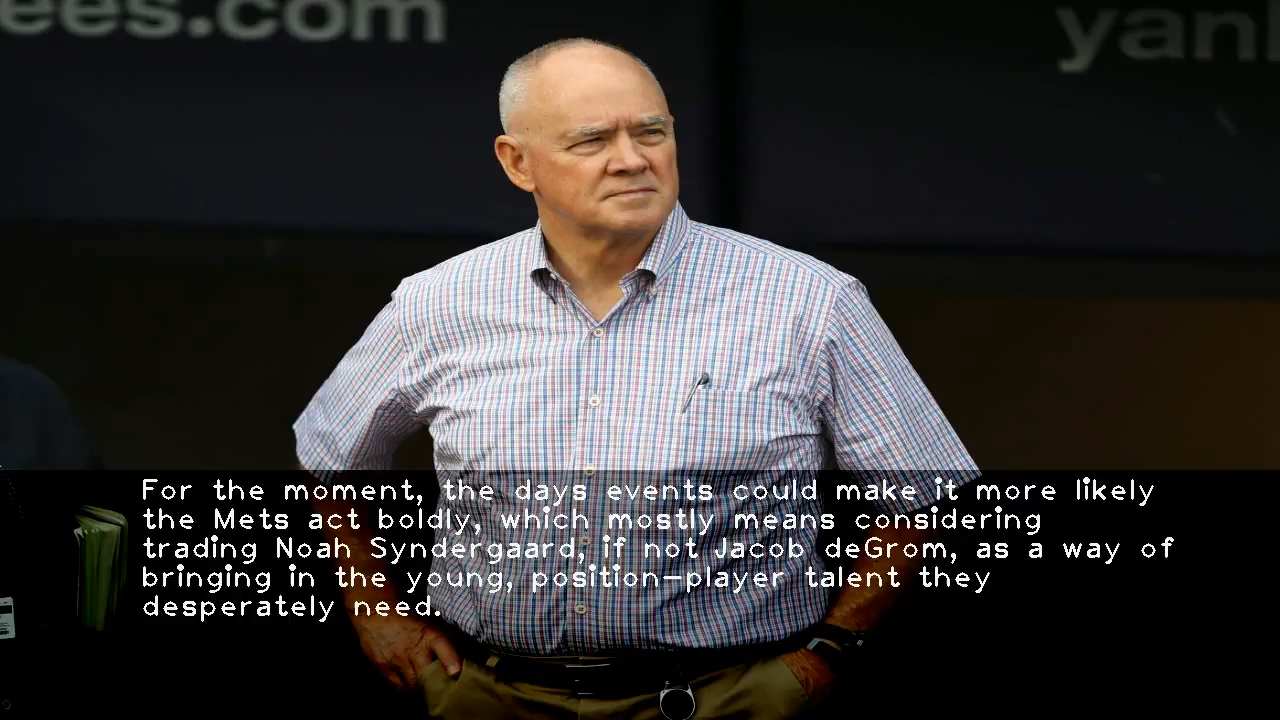 ees.com
yank
For the moment, the days events could make it more likely
the Mets act boldly, which mostly means considering
trading Noah Syndergaard, if not Jacob deGrom, as a way of
bringing in the young, position-player talent they
desperately need.